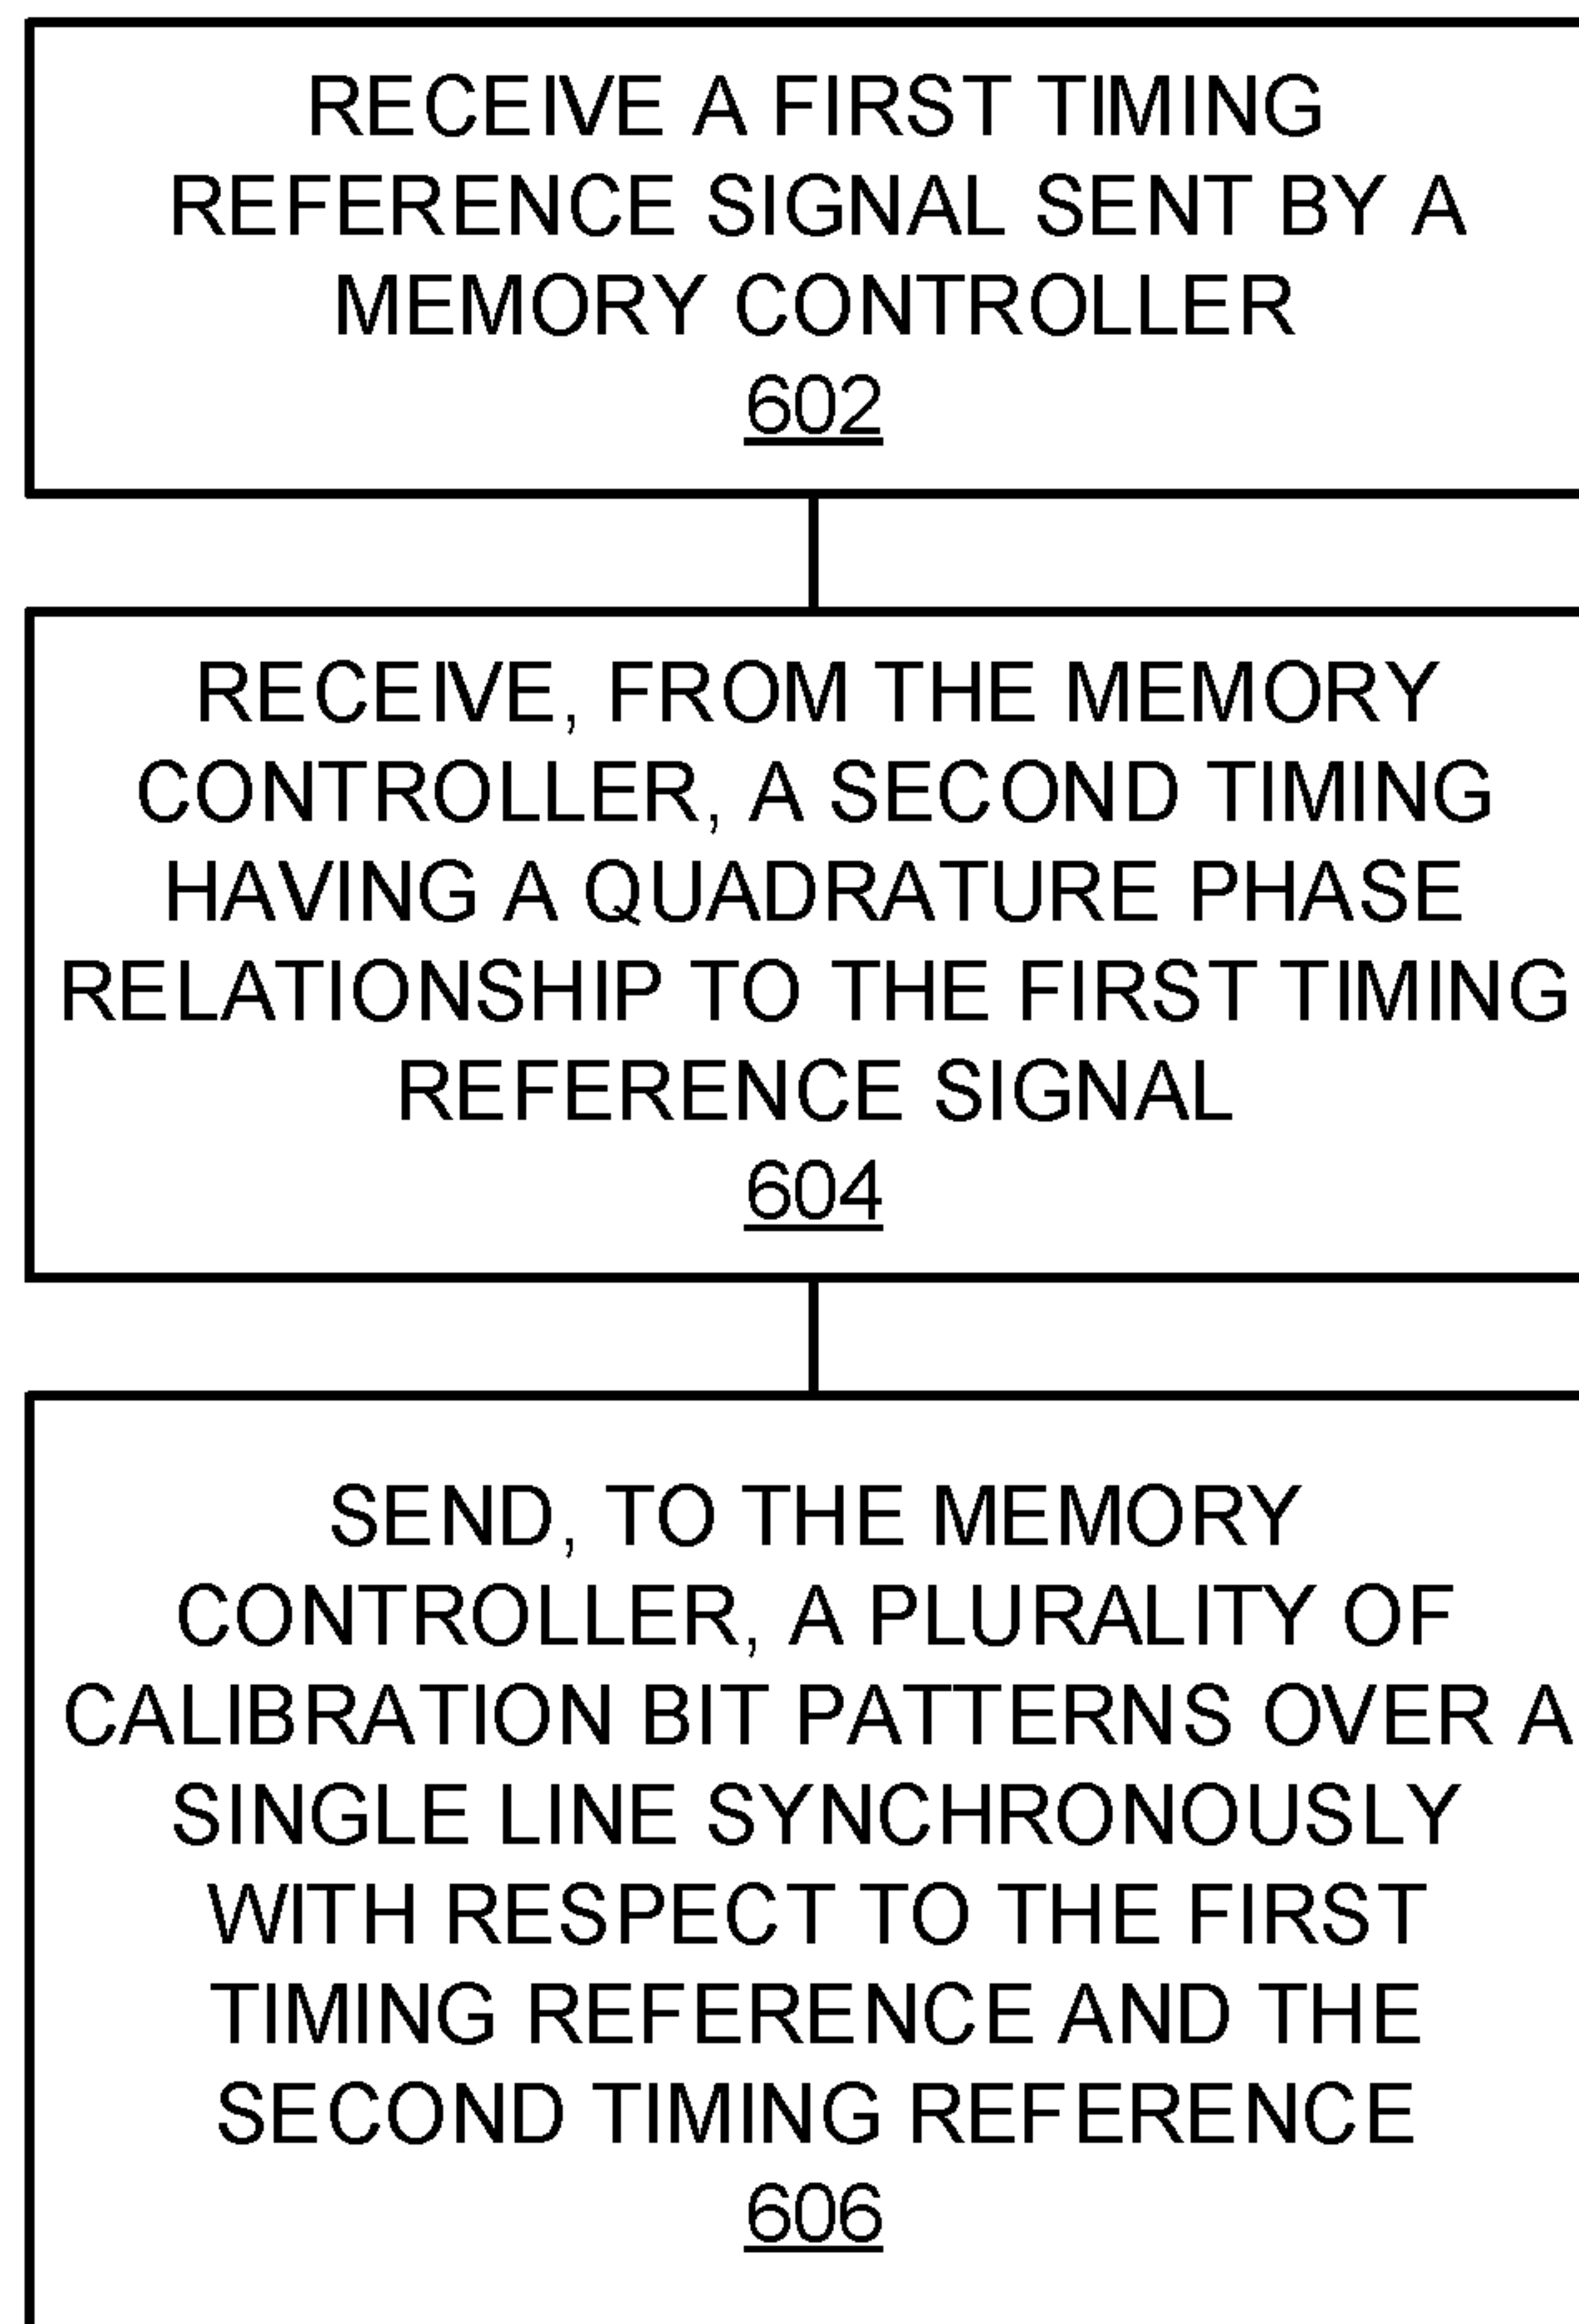 RECEIVE A FIRST TIMING
REFERENCE SIGNAL SENT BY A
MEMORY CONTROLLER
602
RECEIVE, FROM THE MEMORY
CONTROLLER, A SECOND TIMING
HAVING A QUADRATURE PHASE
RELATIONSHIP TO THE FIRST TIMING
REFERENCE SIGNAL
604
SEND, TO THE MEMORY
CONTROLLER, A PLURALITY OF
CALIBRATION BIT PATTERNS OVER A
SINGLE LINE SYNCHRONOUSLY
WITH RESPECT TO THE FIRST
TIMING REFERENCE AND THE
SECOND TIMING REFERENCE
606